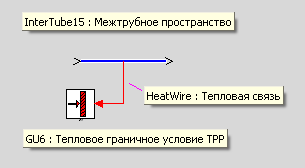 InterTube15 : Межтрубное пространство
HeatWire : Тепловая связь
GU6 : Тепловое граничное условие ТРР